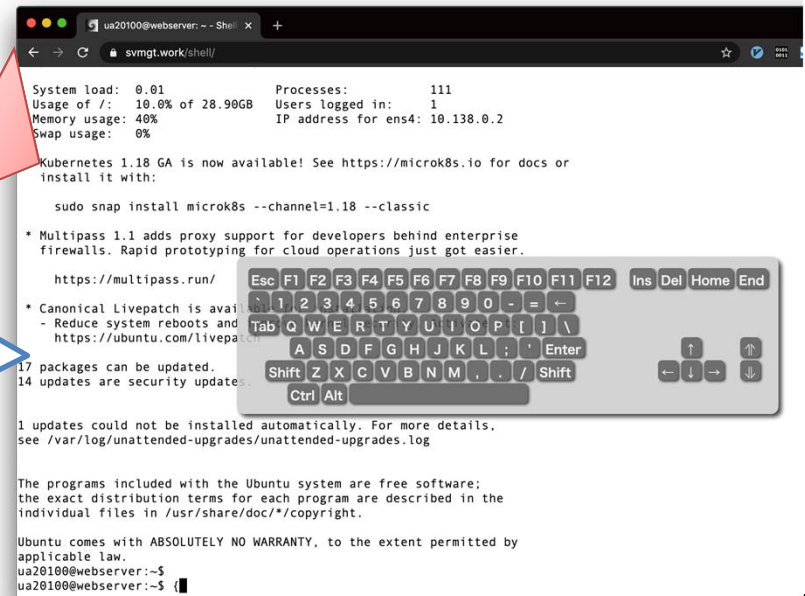 ua20100@webserver: ~ - Shell
svmgt.work/shell/
System load: 0.01 Processes: 111
Usage of /: 10.0% of 28.90GB Users logged in: 1
Memory usage: 40% IP address for ens4: 10.138.0.2
Swap usage: 0%
Kubernetes 1.18 GA is now available! See https://microk8s.io for docs or
install it with:
sudo snap install microk8s --channel=1.18 --classic
* Multipass 1.1 adds proxy support for developers behind enterprise
firewalls. Rapid prototyping for cloud operations just got easier.
https://multipass.run/
* Canonical Livepatch is
- Reduce system reboots and
https://ubuntu.com/livepatch
17 packages can be updated.
14 updates are security updates.
Esc F1 F2 F3 F4 F5 F6 F7 F8 F9 F10 F11 F12 Ins Del Home End
` 1 2 3 4 5 6 7 8 9 0 - = ←
Tab Q W E R T Y U I O P [ ] \
A S D F G H J K L ; ' Enter ↑ ⇑
Shift Z X C V B N M , . / Shift ← ↓ → ⇓
Ctrl Alt
1 updates could not be installed automatically. For more details,
see /var/log/unattended-upgrades/unattended-upgrades.log
The programs included with the Ubuntu system are free software;
the exact distribution terms for each program are described in the
individual files in /usr/share/doc/*/copyright.
Ubuntu comes with ABSOLUTELY NO WARRANTY, to the extent permitted by
applicable law.
ua20100@webserver:~$
ua20100@webserver:~$ {